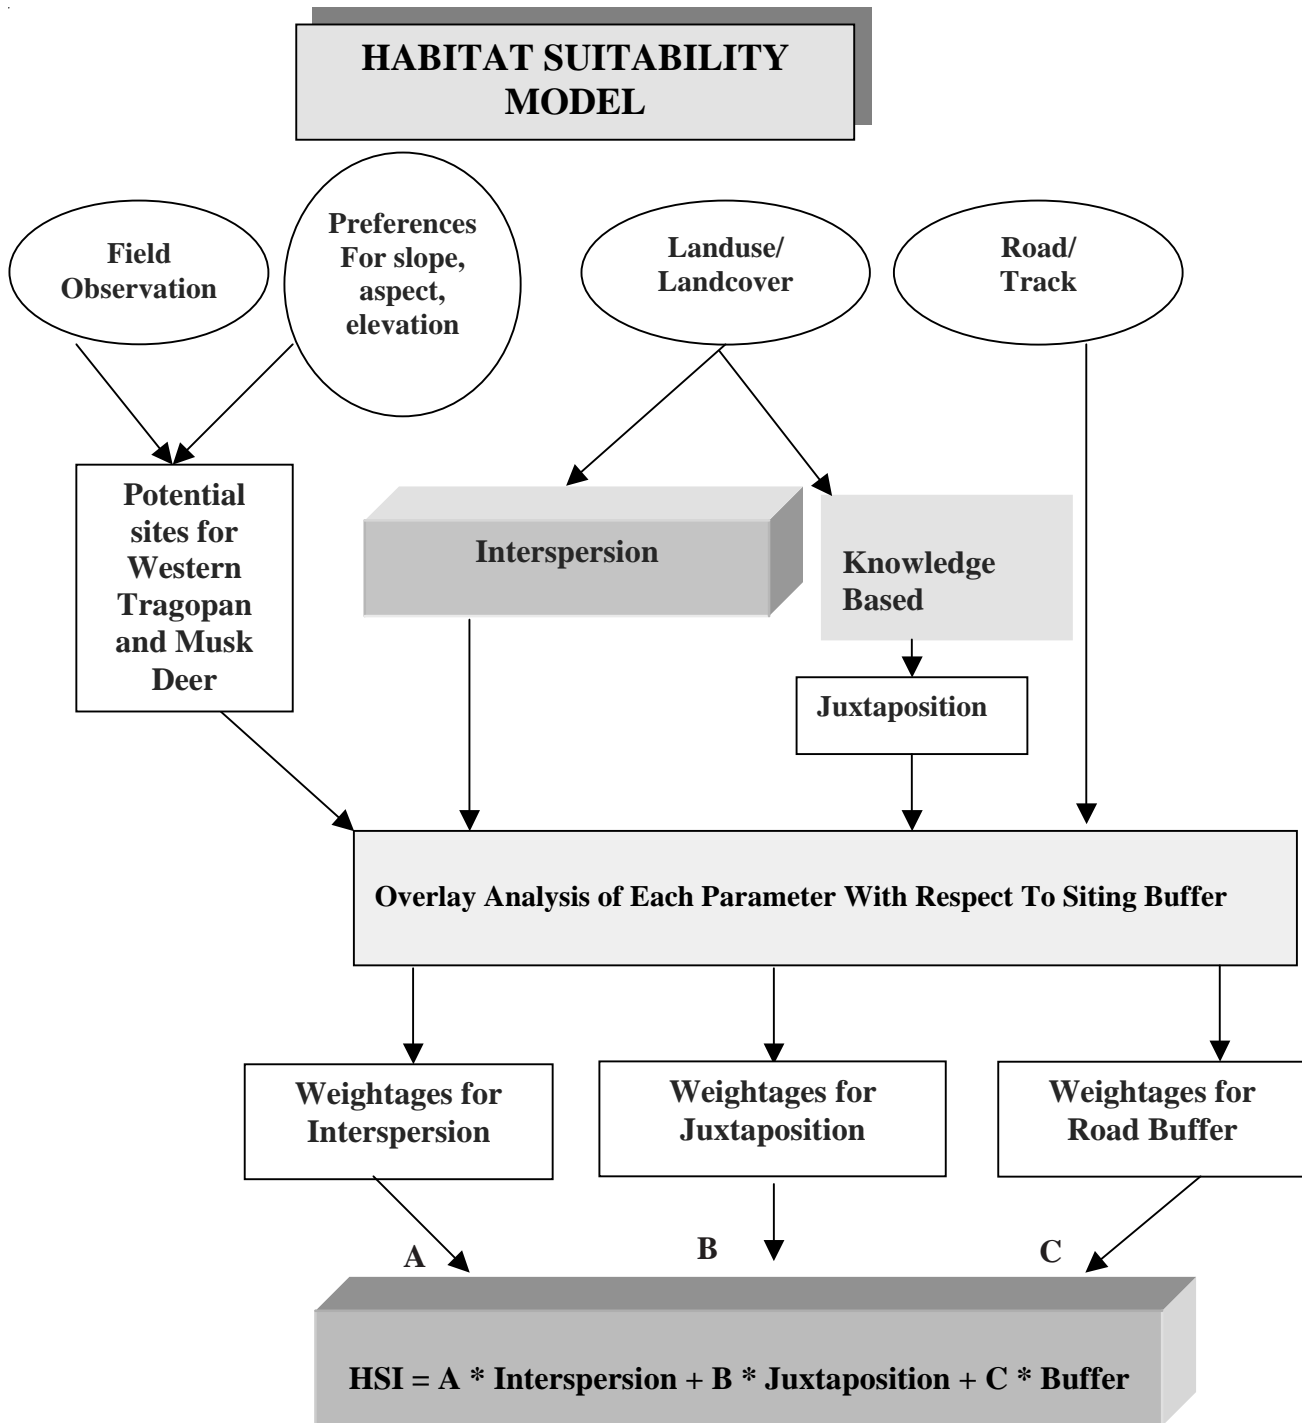 HABITAT SUITABILITY
MODEL
Field
Observation
Preferences
For slope,
aspect,
elevation
Landuse/
Landcover
Road/
Track
Potential
sites for
Western
Tragopan
and Musk
Deer
Interspersion
Knowledge
Based
Juxtaposition
Overlay Analysis of Each Parameter With Respect To Siting Buffer
Weightages for
Interspersion
Weightages for
Juxtaposition
Weightages for
Road Buffer
A
B
C
HSI = A * Interspersion + B * Juxtaposition + C * Buffer